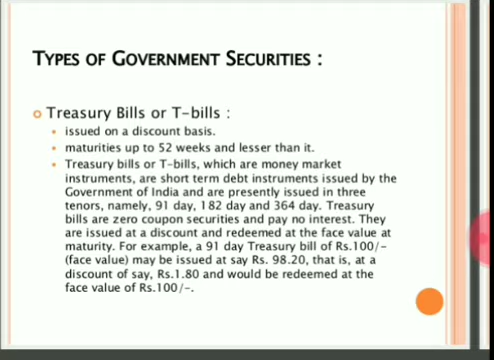 TYPES OF GOVERNMENT SECURITIES :
Treasury Bills or T-bills :
issued on a discount basis.
maturities up to 52 weeks and lesser than it.
Treasury bills or T-bills, which are money market
instruments, are short term debt instruments issued by the
Government of India and are presently issued in three
tenors, namely, 91 day, 182 day and 364 day. Treasury
bills are zero coupon securities and pay no interest. They
are issued at a discount and redeemed at the face value at
maturity. For example, a 91 day Treasury bill of Rs.100/-
(face value) may be issued at say Rs. 98.20, that is, at a
discount of say, Rs.1.80 and would be redeemed at the
face value of Rs.100/-.